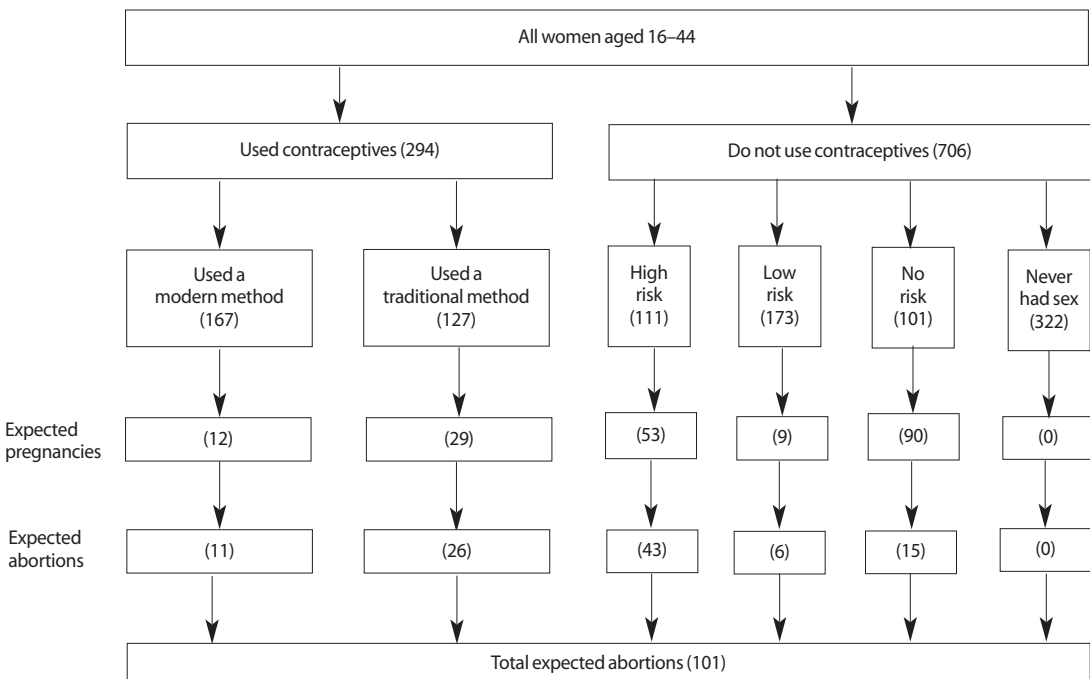 All women aged 16–44
Used contraceptives (294)
Do not use contraceptives (706)
Used a
modern method
(167)
Used a
traditional method
(127)
High
risk
(111)
Low
risk
(173)
No
risk
(101)
Never
had sex
(322)
Expected
pregnancies
(12)
(29)
(53)
(9)
(90)
(0)
Expected
abortions
(11)
(26)
(43)
(6)
(15)
(0)
Total expected abortions (101)